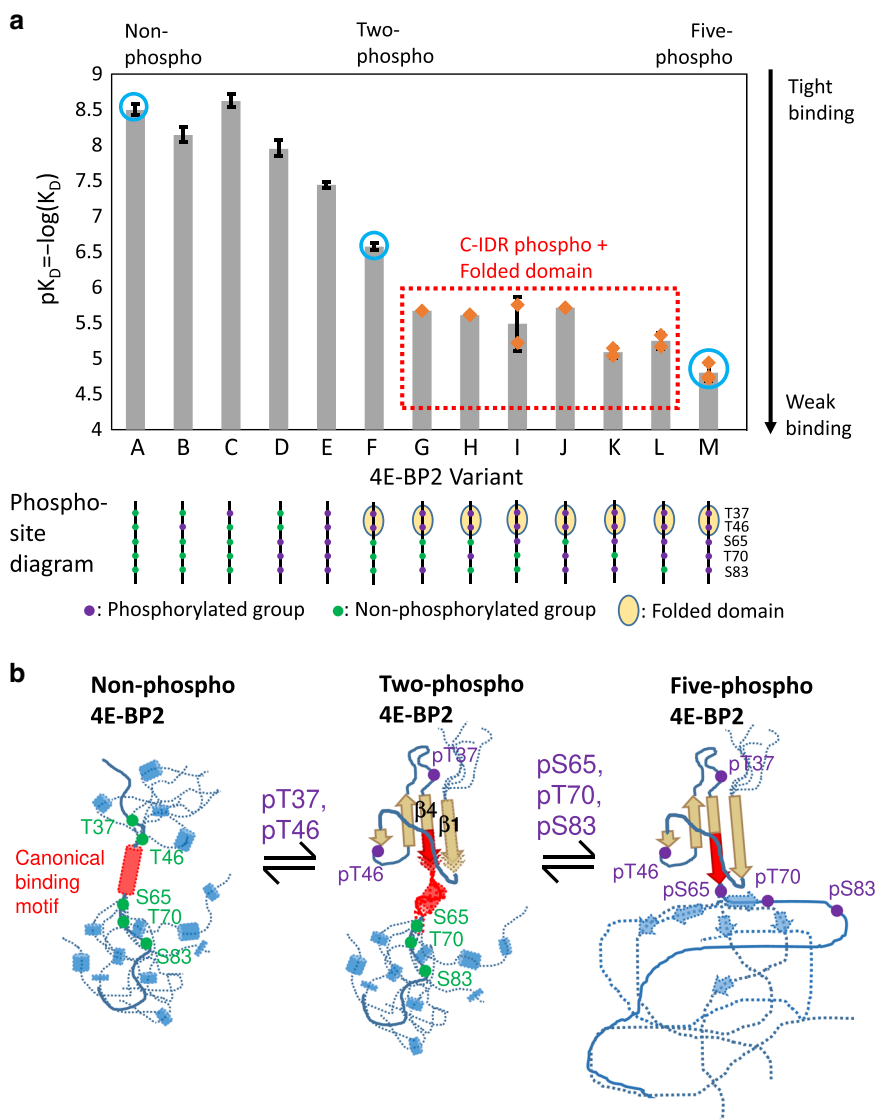 a
Non-
phospho
Two-
phospho
Five-
phospho
9
8.5
8
7.5
7
6.5
6
5.5
5
4.5
4
pK_D=−log(K_D)
C-IDR phospho +
Folded domain
Tight
binding
Weak
binding
A B C D E F G H I J K L M
4E-BP2 Variant
Phospho-
site
diagram
T37
T46
S65
T70
S83
: Phosphorylated group
: Non-phosphorylated group
: Folded domain
b
Non-phospho
4E-BP2
Two-phospho
4E-BP2
Five-phospho
4E-BP2
T37
T46
Canonical
binding
motif
S65
T70
S83
pT37,
pT46
pT37
β4
β1
pT46
S65
T70
S83
pS65,
pT70,
pS83
pT37
pT46
pS65
pT70
pS83